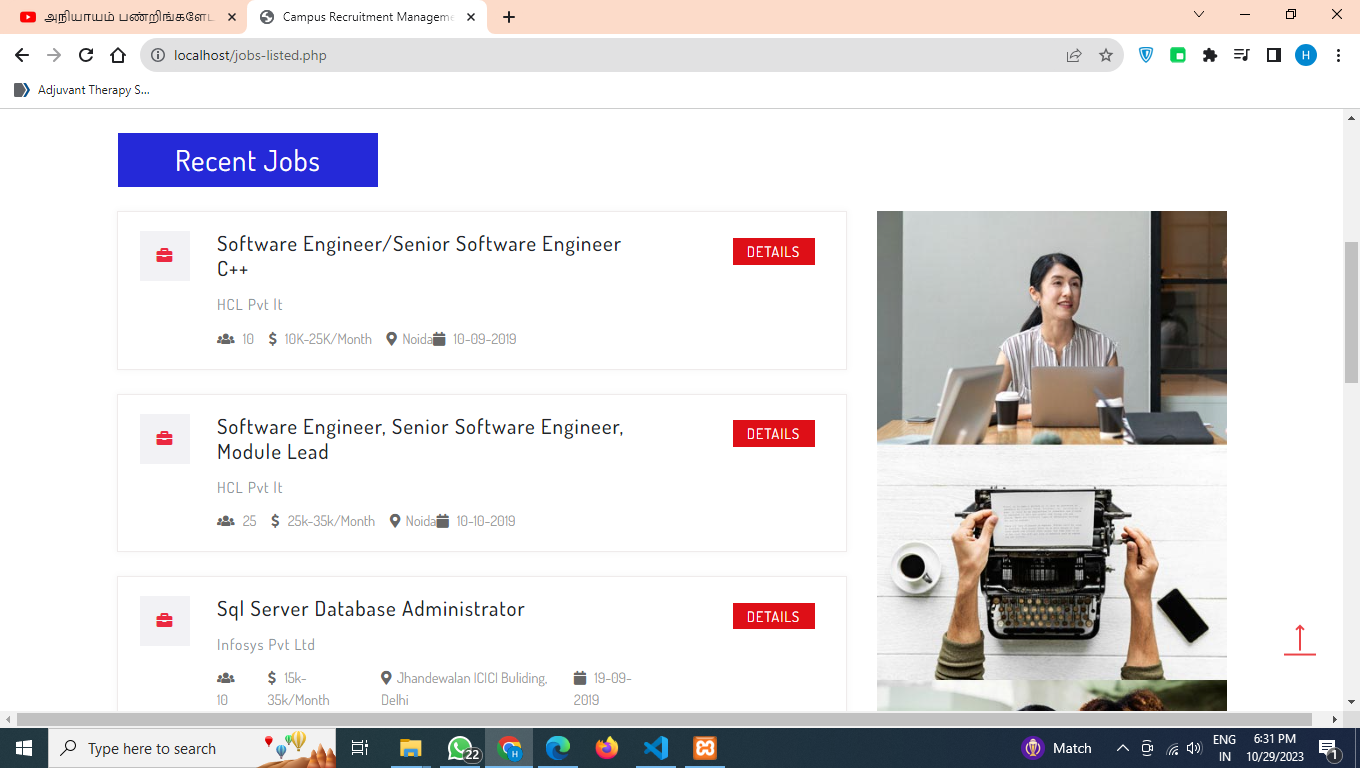 அநியாயம் பண்றிங்களே
Campus Recruitment Manageme
localhost/jobs-listed.php
H
Adjuvant Therapy S...
Recent Jobs
Software Engineer/Senior Software Engineer
C++
DETAILS
HCL Pvt lt
10 10K-25K/Month Noida 10-09-2019
Software Engineer, Senior Software Engineer,
Module Lead
DETAILS
HCL Pvt lt
25 25k-35k/Month Noida 10-10-2019
Sql Server Database Administrator
DETAILS
Infosys Pvt Ltd
10
15k-
35k/Month
Jhandewalan ICICI Buliding,
Delhi
19-09-
2019
Type here to search
22
H
Match
ENG
IN
6:31 PM
10/29/2023
1